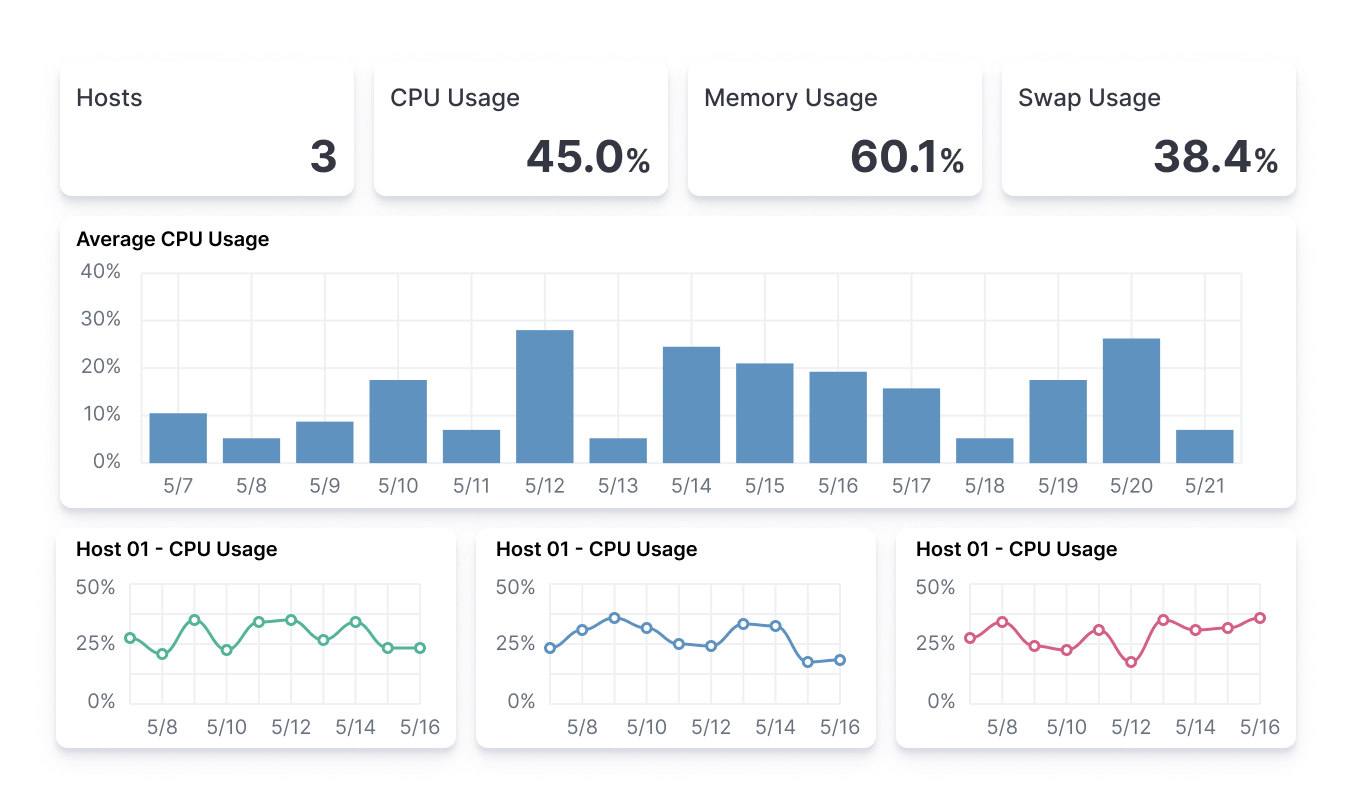 Hosts
3
CPU Usage
45.0%
Memory Usage
60.1%
Swap Usage
38.4%
Average CPU Usage
40%
30%
20%
10%
0%
5/7 5/8 5/9 5/10 5/11 5/12 5/13 5/14 5/15 5/16 5/17 5/18 5/19 5/20 5/21
Host 01 - CPU Usage
50%
25%
0%
5/8 5/10 5/12 5/14 5/16
Host 01 - CPU Usage
50%
25%
0%
5/8 5/10 5/12 5/14 5/16
Host 01 - CPU Usage
50%
25%
0%
5/8 5/10 5/12 5/14 5/16